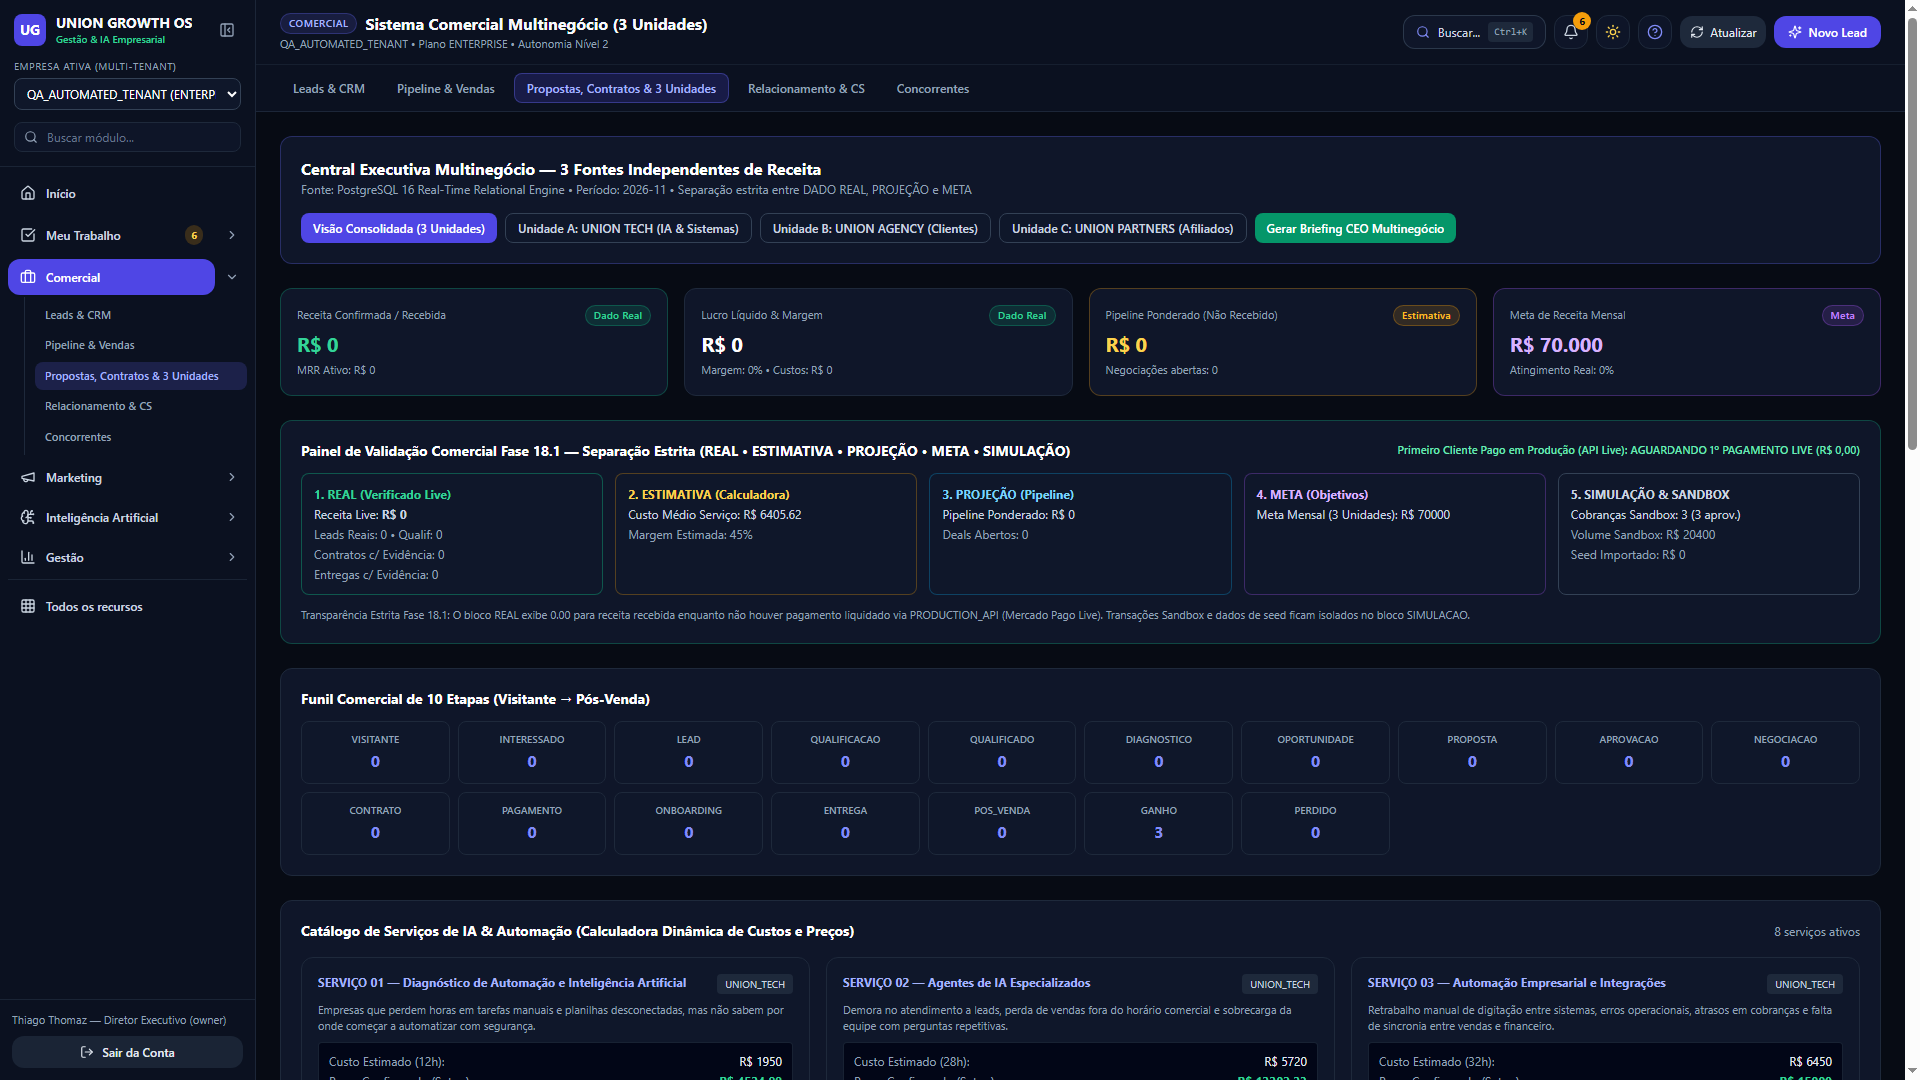 UG
UNION GROWTH OS
Gestão & IA Empresarial
EMPRESA ATIVA (MULTI-TENANT)
QA_AUTOMATED_TENANT (ENTERP
Buscar módulo...
Início
Meu Trabalho
6
Comercial
Leads & CRM
Pipeline & Vendas
Propostas, Contratos & 3 Unidades
Relacionamento & CS
Concorrentes
Marketing
Inteligência Artificial
Gestão
Todos os recursos
Thiago Thomaz — Diretor Executivo (owner)
Sair da Conta
COMERCIAL
Sistema Comercial Multinegócio (3 Unidades)
QA_AUTOMATED_TENANT • Plano ENTERPRISE • Autonomia Nível 2
Buscar...
Ctrl+K
6
Atualizar
Novo Lead
Leads & CRM
Pipeline & Vendas
Propostas, Contratos & 3 Unidades
Relacionamento & CS
Concorrentes
Central Executiva Multinegócio — 3 Fontes Independentes de Receita
Fonte: PostgreSQL 16 Real-Time Relational Engine • Período: 2026-11 • Separação estrita entre DADO REAL, PROJEÇÃO e META
Visão Consolidada (3 Unidades)
Unidade A: UNION TECH (IA & Sistemas)
Unidade B: UNION AGENCY (Clientes)
Unidade C: UNION PARTNERS (Afiliados)
Gerar Briefing CEO Multinegócio
Receita Confirmada / Recebida
Dado Real
R$ 0
MRR Ativo: R$ 0
Lucro Líquido & Margem
Dado Real
R$ 0
Margem: 0% • Custos: R$ 0
Pipeline Ponderado (Não Recebido)
Estimativa
R$ 0
Negociações abertas: 0
Meta de Receita Mensal
Meta
R$ 70.000
Atingimento Real: 0%
Painel de Validação Comercial Fase 18.1 — Separação Estrita (REAL • ESTIMATIVA • PROJEÇÃO • META • SIMULAÇÃO)
Primeiro Cliente Pago em Produção (API Live): AGUARDANDO 1º PAGAMENTO LIVE (R$ 0,00)
1. REAL (Verificado Live)
Receita Live: R$ 0
Leads Reais: 0 • Qualif: 0
Contratos c/ Evidência: 0
Entregas c/ Evidência: 0
2. ESTIMATIVA (Calculadora)
Custo Médio Serviço: R$ 6405.62
Margem Estimada: 45%
3. PROJEÇÃO (Pipeline)
Pipeline Ponderado: R$ 0
Deals Abertos: 0
4. META (Objetivos)
Meta Mensal (3 Unidades): R$ 70000
5. SIMULAÇÃO & SANDBOX
Cobranças Sandbox: 3 (3 aprov.)
Volume Sandbox: R$ 20400
Seed Importado: R$ 0
Transparência Estrita Fase 18.1: O bloco REAL exibe 0.00 para receita recebida enquanto não houver pagamento liquidado via PRODUCTION_API (Mercado Pago Live). Transações Sandbox e dados de seed ficam isolados no bloco SIMULACAO.
Funil Comercial de 10 Etapas (Visitante → Pós-Venda)
VISITANTE
0
INTERESSADO
0
LEAD
0
QUALIFICACAO
0
QUALIFICADO
0
DIAGNOSTICO
0
OPORTUNIDADE
0
PROPOSTA
0
APROVACAO
0
NEGOCIACAO
0
CONTRATO
0
PAGAMENTO
0
ONBOARDING
0
ENTREGA
0
POS_VENDA
0
GANHO
3
PERDIDO
0
Catálogo de Serviços de IA & Automação (Calculadora Dinâmica de Custos e Preços)
8 serviços ativos
SERVIÇO 01 — Diagnóstico de Automação e Inteligência Artificial
UNION_TECH
Empresas que perdem horas em tarefas manuais e planilhas desconectadas, mas não sabem por
onde começar a automatizar com segurança.
Custo Estimado (12h):
R$ 1950
SERVIÇO 02 — Agentes de IA Especializados
UNION_TECH
Demora no atendimento a leads, perda de vendas fora do horário comercial e sobrecarga da
equipe com perguntas repetitivas.
Custo Estimado (28h):
R$ 5720
SERVIÇO 03 — Automação Empresarial e Integrações
UNION_TECH
Retrabalho manual de digitação entre sistemas, erros operacionais, atrasos em cobranças e falta
de sincronia entre vendas e financeiro.
Custo Estimado (32h):
R$ 6450